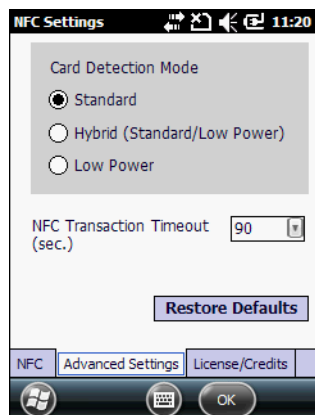 NFC Settings 11:20
Card Detection Mode
Standard
Hybrid (Standard/Low Power)
Low Power
NFC Transaction Timeout 90
(sec.)
Restore Defaults
NFC Advanced Settings License/Credits
OK